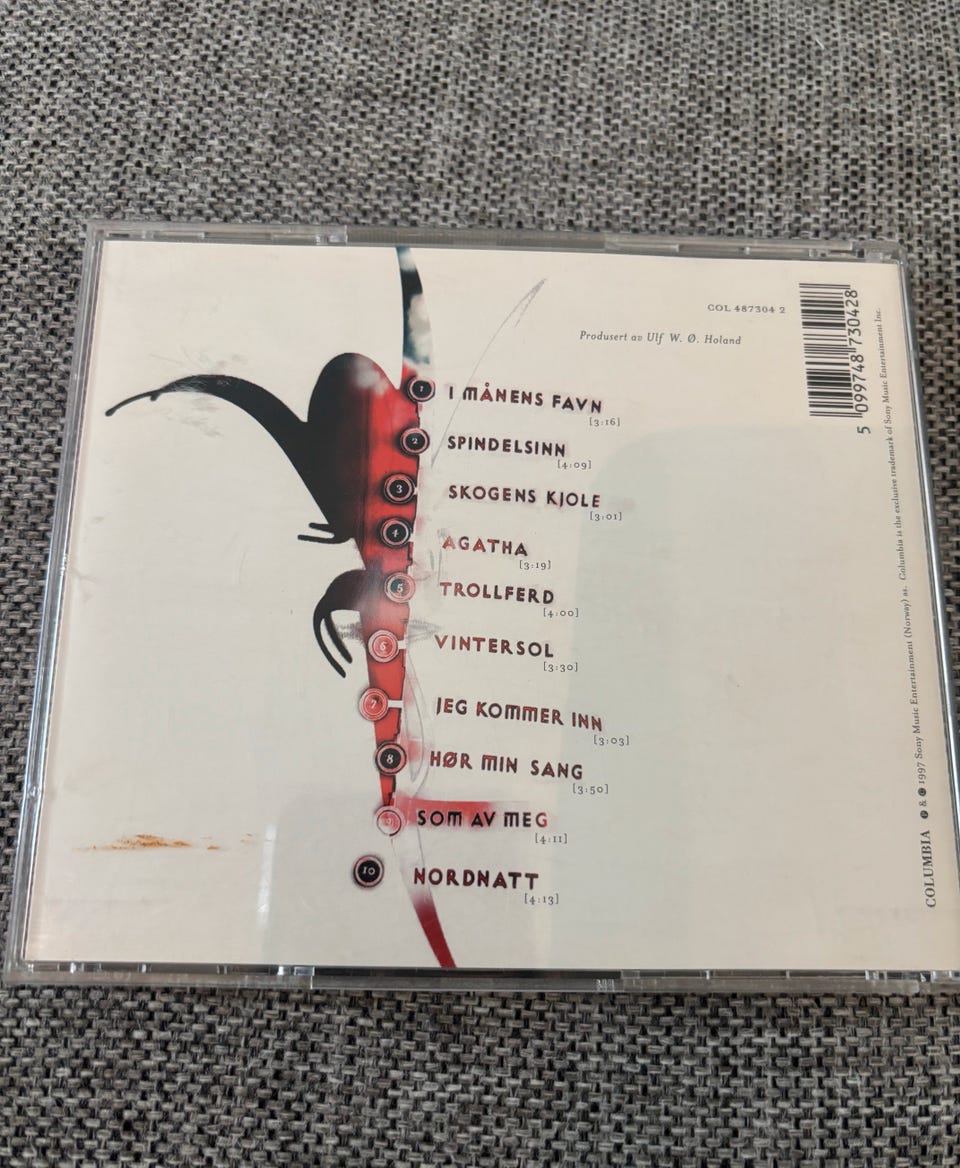 COL 487304 2
Produsert av Ulf W. Ø. Holand
1 I MÅNENS FAVN
[3:16]
2 SPINDELSINN
[4:09]
3 SKOGENS KJOLE
[3:01]
4 AGATHA
[3:19]
5 TROLLFERD
[4:00]
6 VINTERSOL
[3:30]
7 JEG KOMMER INN
[3:03]
8 HØR MIN SANG
[3:50]
9 SOM AV MEG
[4:11]
10 NORDNATT
[4:13]
5 099748 730428
COLUMBIA ℗ & © 1997 Sony Music Entertainment (Norway) as. Columbia is the exclusive trademark of Sony Music Entertainment Inc.